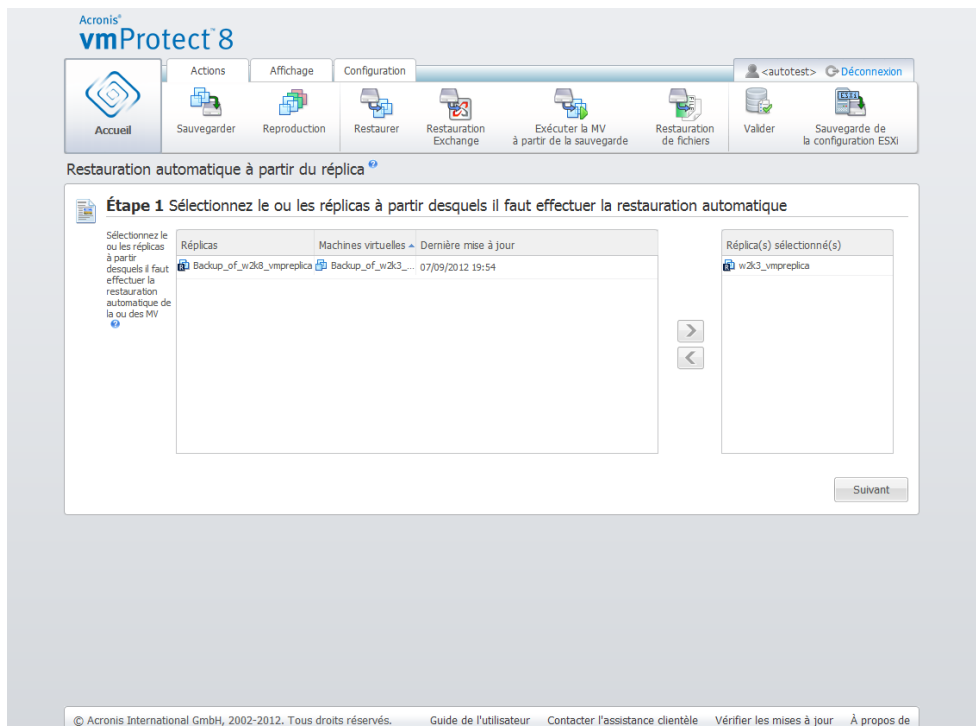 Acronis®
vmProtect™8
Actions Affichage Configuration
<autotest> Déconnexion
Accueil
Sauvegarder
Reproduction
Restaurer
Restauration
Exchange
Exécuter la MV
à partir de la sauvegarde
Restauration
de fichiers
Valider
Sauvegarde de
la configuration ESXi
Restauration automatique à partir du réplica
Étape 1 Sélectionnez le ou les réplicas à partir desquels il faut effectuer la restauration automatique
Sélectionnez le
ou les réplicas
à partir
desquels il faut
effectuer la
restauration
automatique de
la ou des MV
Réplicas Machines virtuelles Dernière mise à jour
Backup_of_w2k8_vmpreplica Backup_of_w2k3_... 07/09/2012 19:54
Réplica(s) sélectionné(s)
w2k3_vmpreplica
Suivant
© Acronis International GmbH, 2002-2012. Tous droits réservés. Guide de l'utilisateur Contacter l'assistance clientèle Vérifier les mises à jour À propos de